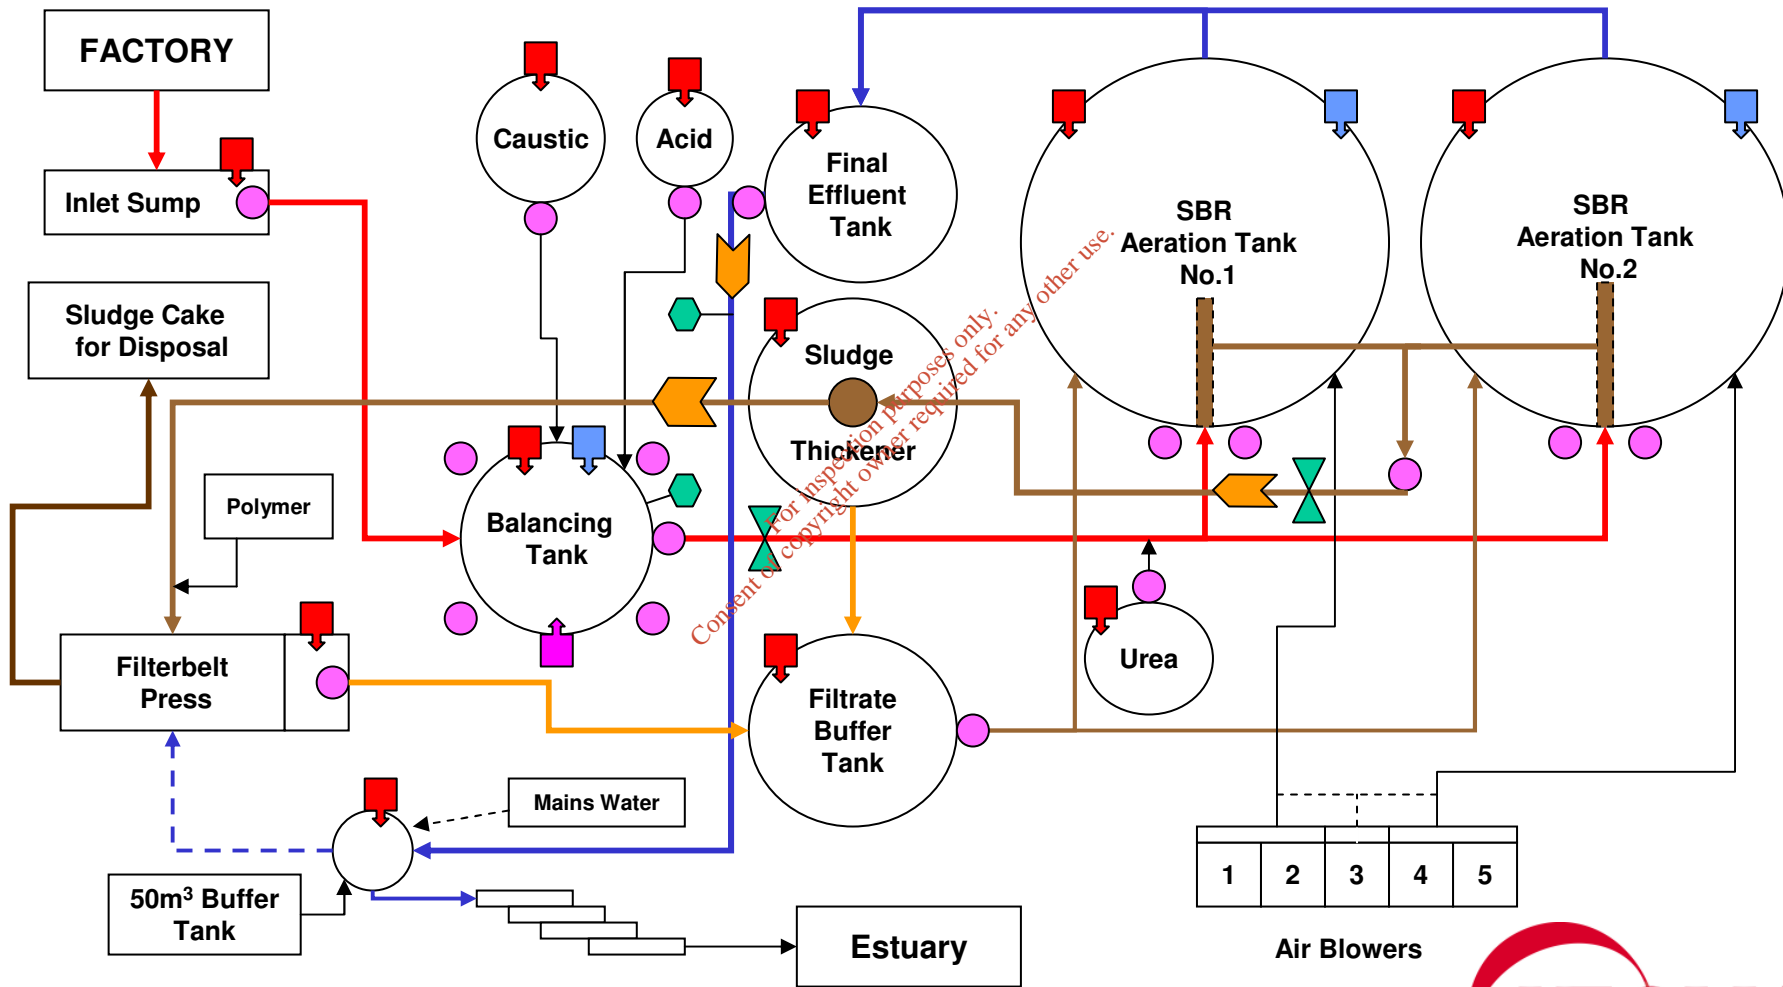 FACTORY
Inlet Sump
Caustic
Acid
Final
Effluent
Tank
SBR
Aeration Tank
No.1
SBR
Aeration Tank
No.2
Sludge Cake
for Disposal
Sludge
Thickener
Polymer
Balancing
Tank
Filterbelt
Press
Filtrate
Buffer
Tank
Urea
Mains Water
50m³ Buffer
Tank
Estuary
1 2 3 4 5
Air Blowers
For inspection purposes only.
Consent of copyright owner required for any other use.